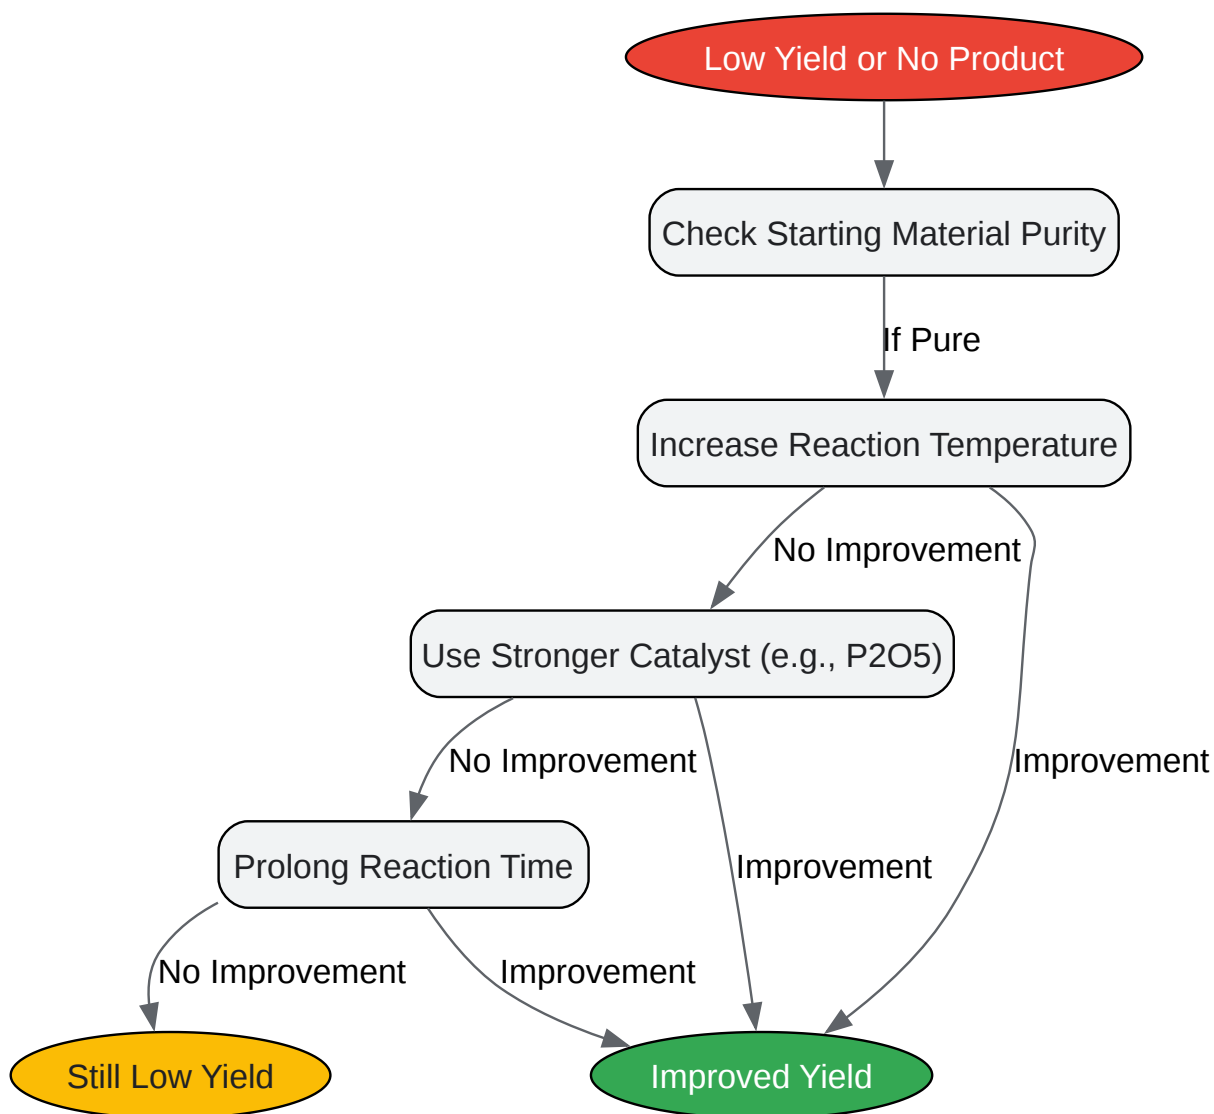 Low Yield or No Product
Check Starting Material Purity
If Pure
Increase Reaction Temperature
No Improvement
Use Stronger Catalyst (e.g., P2O5)
No Improvement
Improvement
Prolong Reaction Time
Improvement
No Improvement
Improvement
Still Low Yield
Improved Yield